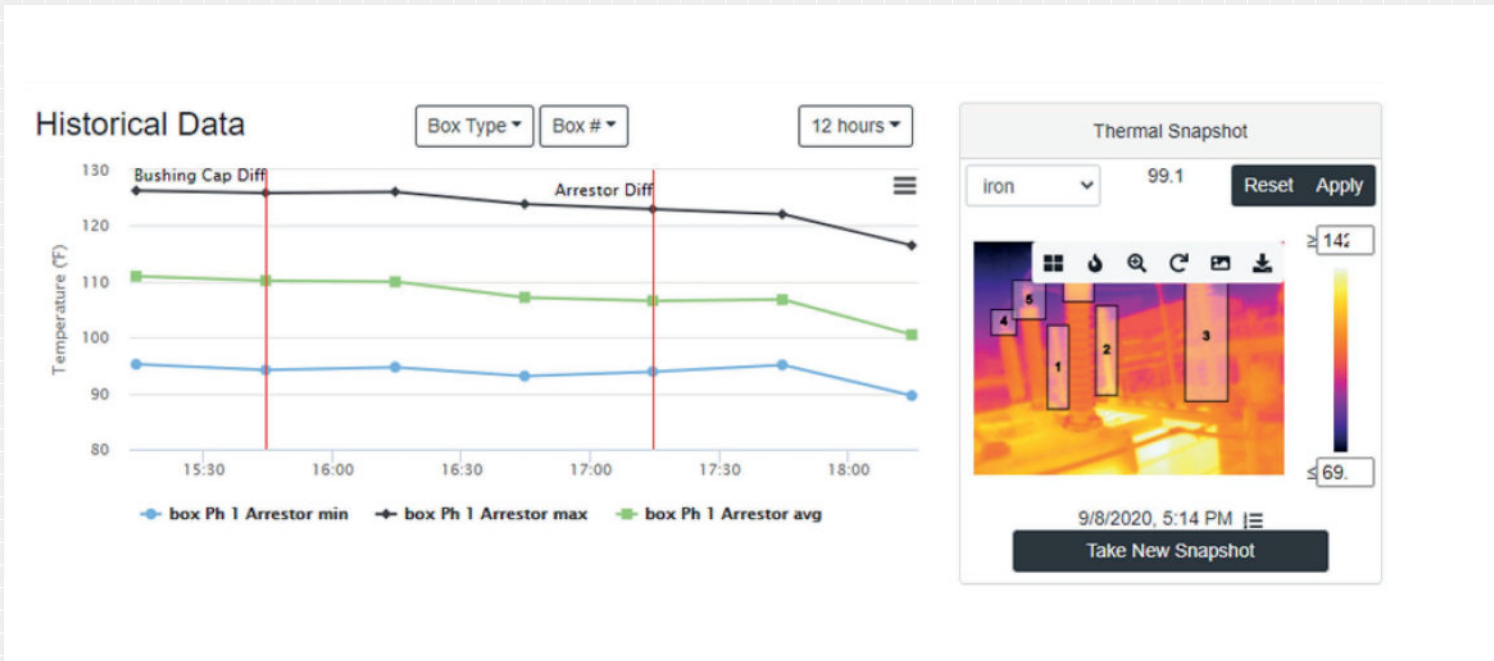 Historical Data
Box Type
Box #
12 hours
130
120
110
100
90
80
Temperature (°F)
Bushing Cap Diff
Arrestor Diff
15:30
16:00
16:30
17:00
17:30
18:00
box Ph 1 Arrestor min
box Ph 1 Arrestor max
box Ph 1 Arrestor avg
Thermal Snapshot
iron
99.1
Reset
Apply
≥
5
4
1
2
3
≤ 69.
9/8/2020, 5:14 PM
Take New Snapshot